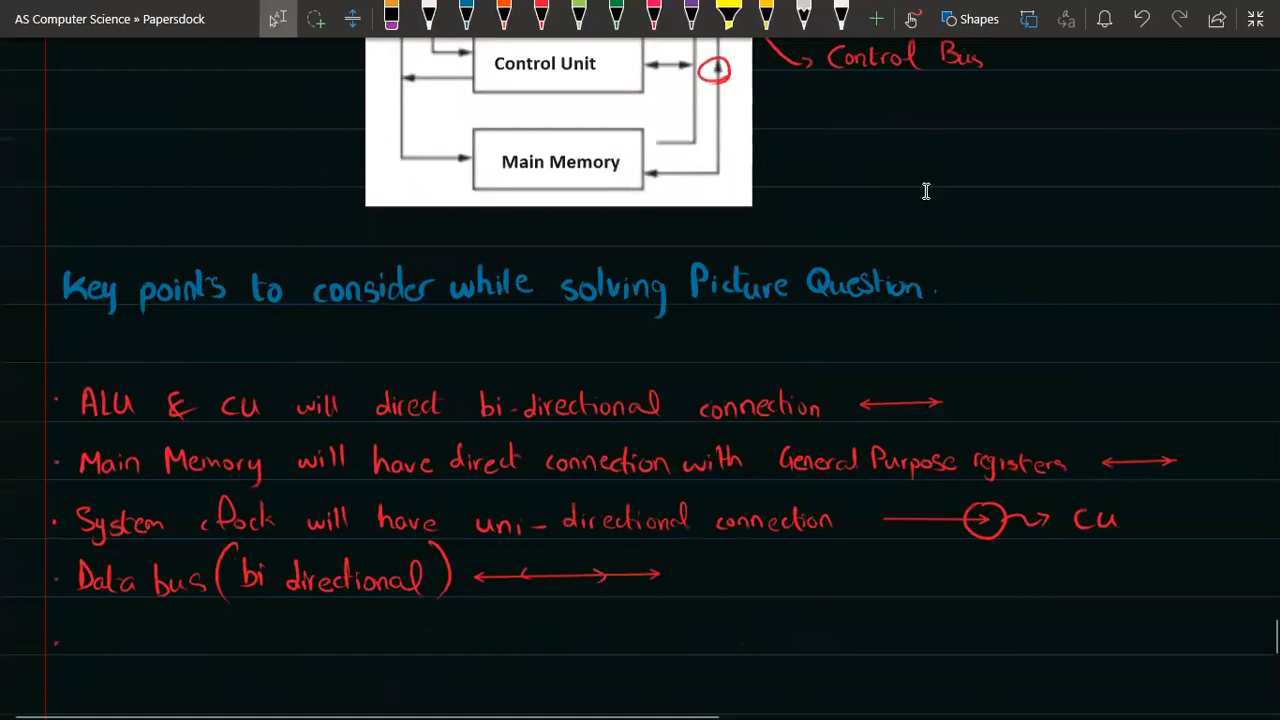 AS Computer Science » Papersdock
Shapes
Control Unit
Control Bus
Main Memory
Key points to consider while solving Picture Question.
· ALU & CU will direct bi-directional connection
· Main Memory will have direct connection with General Purpose registers
· System clock will have uni-directional connection CU
· Data bus (bi directional)
·